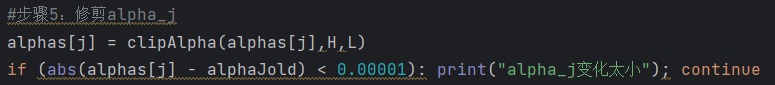 #步骤5：修剪alpha_j
alphas[j] = clipAlpha(alphas[j],H,L)
if (abs(alphas[j] - alphaJold) < 0.00001): print("alpha_j变化太小"); continue